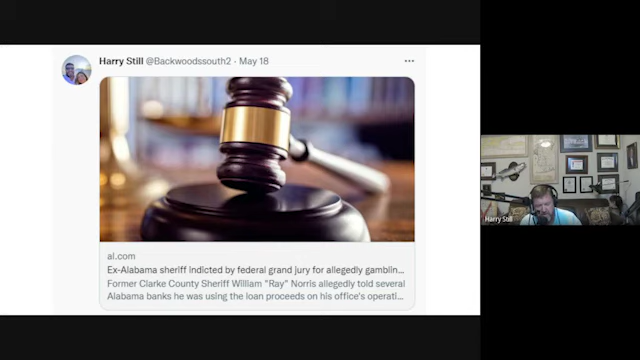 Harry Still @Backwoodssouth2 · May 18 ...
al.com
Ex-Alabama sheriff indicted by federal grand jury for allegedly gamblin...
Former Clarke County Sheriff William "Ray" Norris allegedly told several
Alabama banks he was using the loan proceeds on his office's operati...
Harry Still